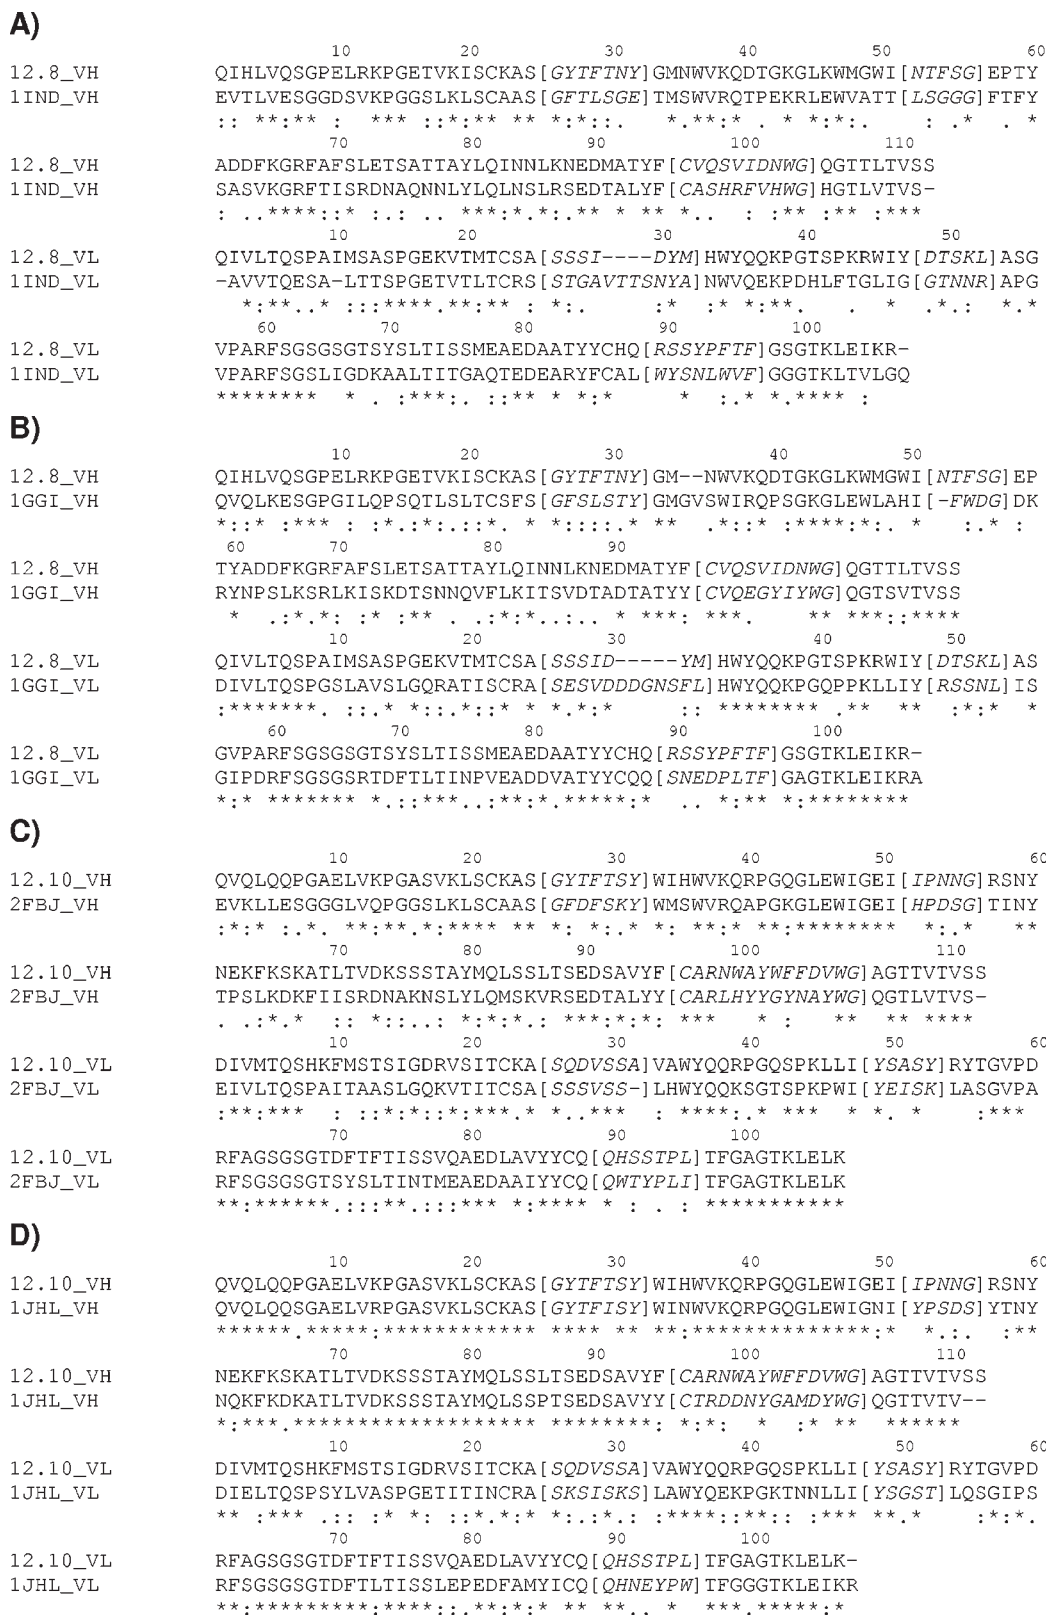 A)
10 20 30 40 50 60
12.8_VH QIHLVQSGPELRKPGETVKISCKAS[GYTFTNY]GMNWVKQDTGKGLKWMGWI[NTFSG]EPTY
1IND_VH EVTLVESGGDSVKPGGSLKLSCAAS[GFTLSGE]TMSWVRQTPEKRLEWVATT[LSGGG]FTFY
:: **:** : *** ::*:** ** *:*::. *.**:* . * **:*:. .: .* . *
70 80 90 100 110
12.8_VH ADDFKGRFAFSLETSATTAYLQINNLKNEDMATYF[CVQSVIDNWG]QGTTLTVSS
1IND_VH SASVKGRFTISRDNAQNNLYLQLNSLRSEDTALYF[CASHRFVHWG]HGTLVTVS-
: ..****::* :.:. .. ***:*.*:.** * ** *.. :** :** :***
10 20 30 40 50
12.8_VL QIVLTQSPAIMSASPGEKVTMTCSA[SSSI----DYM]HWYQQKPGTSPKRWIY[DTSKL]ASG
1IND_VL -AVVTQESA-LTTSPGETVTLTCRS[STGAVTTSNYA]NWVQEKPDHLFTGLIG[GTNNR]APG
*:**..* ::::****.**:** : *:. :* :* *:**. . * .*.: *.*
60 70 80 90 100
12.8_VL VPARFSGSGSGTSYSLTISSMEAEDAATYYCHQ[RSSYPFTF]GSGTKLEIKR-
1IND_VL VPARFSGSLIGDKAALTITGAQTEDEARYFCAL[WYSNLWVF]GGGTKLTVLGQ
******** * . :***:. ::** * *:* * :.* *.**** :
B)
10 20 30 40 50
12.8_VH QIHLVQSGPELRKPGETVKISCKAS[GYTFTNY]GM--NWVKQDTGKGLKWMGWI[NTFSG]EP
1GGI_VH QVQLKESGPGILQPSQTLSLTCSFS[GFSLSTY]GMGVSWIRQPSGKGLEWLAHI[-FWDG]DK
*::* :*** : :*.:*:.::*. * *:::: .* ** .*::* :****:*:. * :.* :
60 70 80 90
12.8_VH TYADDFKGRFAFSLETSATTAYLQINNLKNEDMATYF[CVQSVIDNWG]QGTTLTVSS
1GGI_VH RYNPSLKSRLKISKDTSNNQVFLKITSVDTADTATYY[CVQEGYIYWG]QGTSVTVSS
* .:*.*: :* :** . .:*:*..:.. * ***: ***. ** ***::****
10 20 30 40 50
12.8_VL QIVLTQSPAIMSASPGEKVTMTCSA[SSSID-----YM]HWYQQKPGTSPKRWIY[DTSKL]AS
1GGI_VL DIVLTQSPGSLAVSLGQRATISCRA[SESVDDDGNSFL]HWYQQKPGQPPKLLIY[RSSNL]IS
:*******. ::.* *::.*::* * *.*:* :: ******** .** ** :*:* *
60 70 80 90 100
12.8_VL GVPARFSGSGSGTSYSLTISSMEAEDAATYYCHQ[RSSYPFTF]GSGTKLEIKR-
1GGI_VL GIPDRFSGSGSRTDFTLTINPVEADDVATYYCQQ[SNEDPLTF]GAGTKLEIKRA
*:* ******* *.::***..:**:*.*****:* .. *:** *:********
C)
10 20 30 40 50 60
12.10_VH QVQLQQPGAELVKPGASVKLSCKAS[GYTFTSY]WIHWVKQRPGQGLEWIGEI[IPNNG]RSNY
2FBJ_VH EVKLLESGGGLVQPGGSLKLSCAAS[GFDFSKY]WMSWVRQAPGKGLEWIGEI[HPDSG]TINY
:*:* :.*. **:**.*:**** ** *: *:.* *: **:* **:******** *:.* **
70 80 90 100 110
12.10_VH NEKFKSKATLTVDKSSSTAYMQLSSLTSEDSAVYF[CARNWAYWFFDVWG]AGTTVTVSS
2FBJ_VH TPSLKDKFIISRDNAKNSLYLQMSKVRSEDTALYY[CARLHYYGYNAYWG]QGTLVTVS-
. .:*.* :: *::..: *:*:*.: ***:*:*: *** * : ** ** ****
10 20 30 40 50 60
12.10_VL DIVMTQSHKFMSTSIGDRVSITCKA[SQDVSSA]VAWYQQRPGQSPKLLI[YSASY]RYTGVPD
2FBJ_VL EIVLTQSPAITAASLGQKVTITCSA[SSSVSS-]LHWYQQKSGTSPKPWI[YEISK]LASGVPA
:**:*** : ::*:*::*:***.* *..*** : ****:.* *** * *. * :***
70 80 90 100
12.10_VL RFAGSGSGTDFTFTISSVQAEDLAVYYCQ[QHSSTPL]TFGAGTKLELK
2FBJ_VL RFSGSGSGTSYSLTINTMEAEDAAIYYCQ[QWTYPLI]TFGAGTKLELK
**:******.:::**.:::*** *:**** * : . . ***********
D)
10 20 30 40 50 60
12.10_VH QVQLQQPGAELVKPGASVKLSCKAS[GYTFTSY]WIHWVKQRPGQGLEWIGEI[IPNNG]RSNY
1JHL_VH QVQLQQSGAELVRPGASVKLSCKAS[GYTFISY]WINWVKQRPGQGLEWIGNI[YPSDS]YTNY
******.*****:************ **** ** **:**************:* *.:. :**
70 80 90 100 110
12.10_VH NEKFKSKATLTVDKSSSTAYMQLSSLTSEDSAVYF[CARNWAYWFFDVWG]AGTTVTVSS
1JHL_VH NQKFKDKATLTVDKSSSTAYMQLSSPTSEDSAVYY[CTRDDNYGAMDYWG]QGTTVTV--
*:***.******************* *********: *:*: * :* ** ******
10 20 30 40 50 60
12.10_VL DIVMTQSHKFMSTSIGDRVSITCKA[SQDVSSA]VAWYQQRPGQSPKLLI[YSASY]RYTGVPD
1JHL_VL DIELTQSPSYLVASPGETITINCRA[SKSISKS]LAWYQEKPGKTNNLLI[YSGST]LQSGIPS
** :*** .:: :* *: ::*.*:* *:.:*.: :****::**:: :*** **.* :*:*.
70 80 90 100
12.10_VL RFAGSGSGTDFTFTISSVQAEDLAVYYCQ[QHSSTPL]TFGAGTKLELK-
1JHL_VL RFSGSGSGTDFTLTISSLEPEDFAMYICQ[QHNEYPW]TFGGGTKLEIKR
**:*********:****::.**:*:* ** **.. * ***.*****:*